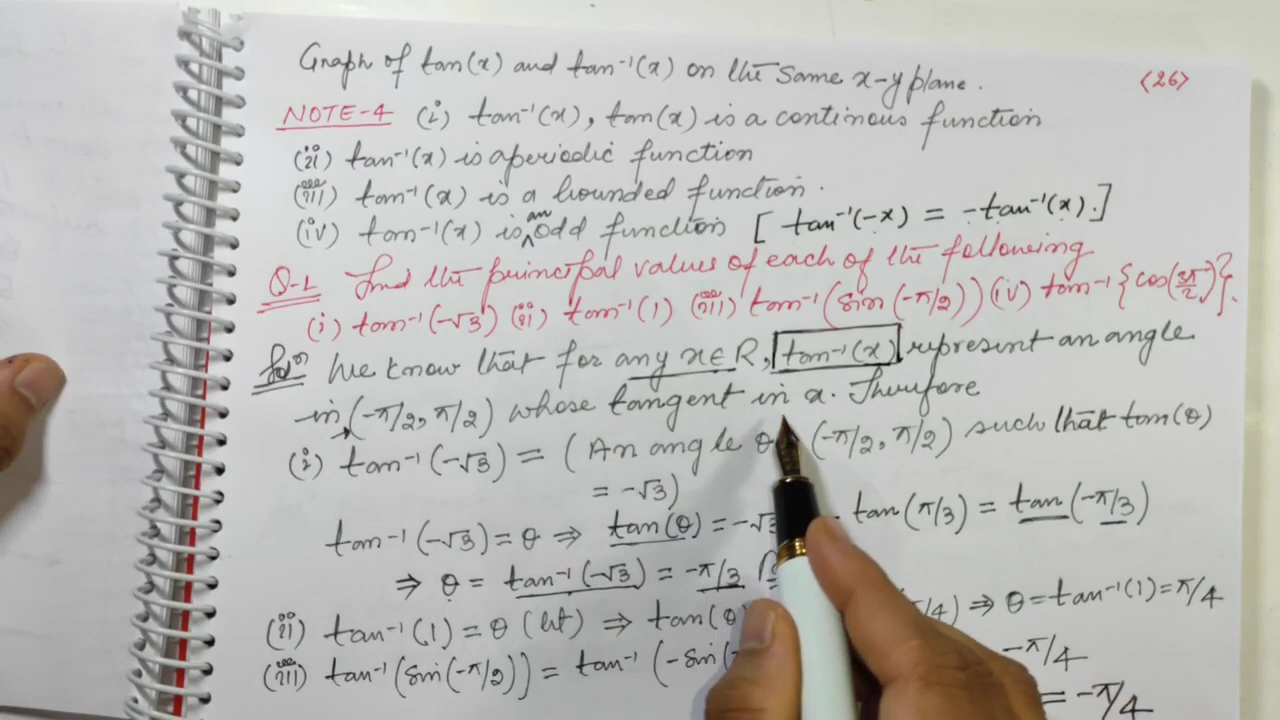 Graph of tan(x) and tan⁻¹(x) on the same x-y plane. <26>
NOTE-4 (i) tan⁻¹(x), tan(x) is a continous function
(ii) tan⁻¹(x) is aperiodic function
(iii) tan⁻¹(x) is a bounded function.
(iv) tan⁻¹(x) is an odd function [tan⁻¹(-x) = -tan⁻¹(x).]
Q-1 Find the principal values of each of the following
(i) tan⁻¹(-√3) (ii) tan⁻¹(1) (iii) tan⁻¹(sin(-π/2)) (iv) tan⁻¹{cos(3π/2)}.
Solⁿ We know that for any x∈R, tan⁻¹(x) represent an angle
in (-π/2, π/2) whose tangent in x. Therefore
(i) tan⁻¹(-√3) = (An angle θ (-π/2, π/2) such that tan(θ)
= -√3)
tan⁻¹(-√3) = θ ⇒ tan(θ) = -√3 - tan(π/3) = tan(-π/3)
⇒ θ = tan⁻¹(-√3) = -π/3
(ii) tan⁻¹(1) = θ (let) ⇒ tan(θ π/4) ⇒ θ = tan⁻¹(1) = π/4
(iii) tan⁻¹(sin(-π/2)) = tan⁻¹(-sin( -π/4
= -π/4